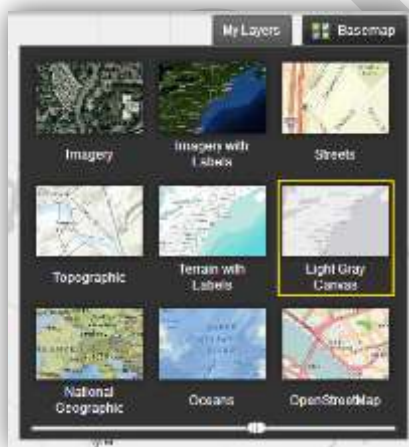 My Layers
Basemap
Imagery
Imagery with
Labels
Streets
Topographic
Terrain with
Labels
Light Gray
Canvas
National
Geographic
Oceans
OpenStreetMap